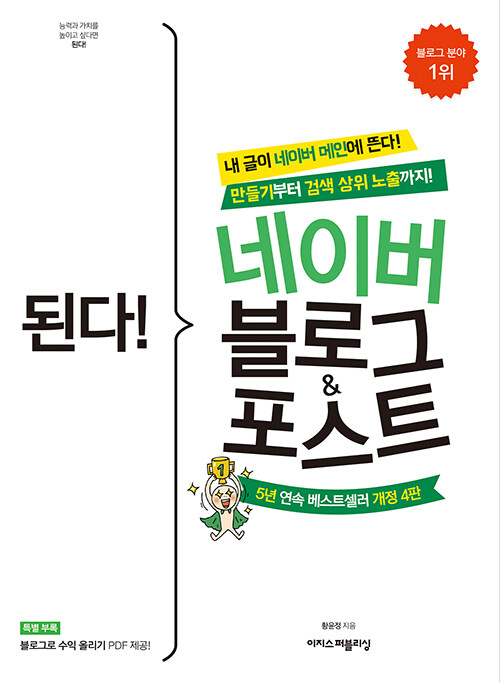 능력과 가치를
높이고 싶다면
된다!
블로그 분야
1위
내 글이 네이버 메인에 뜬다!
만들기부터 검색 상위 노출까지!
네이버
블로그
&
포스트
된다!
1
5년 연속 베스트셀러 개정 4판
특별 부록
블로그로 수익 올리기 PDF 제공!
황윤정 지음
이지스 퍼블리싱